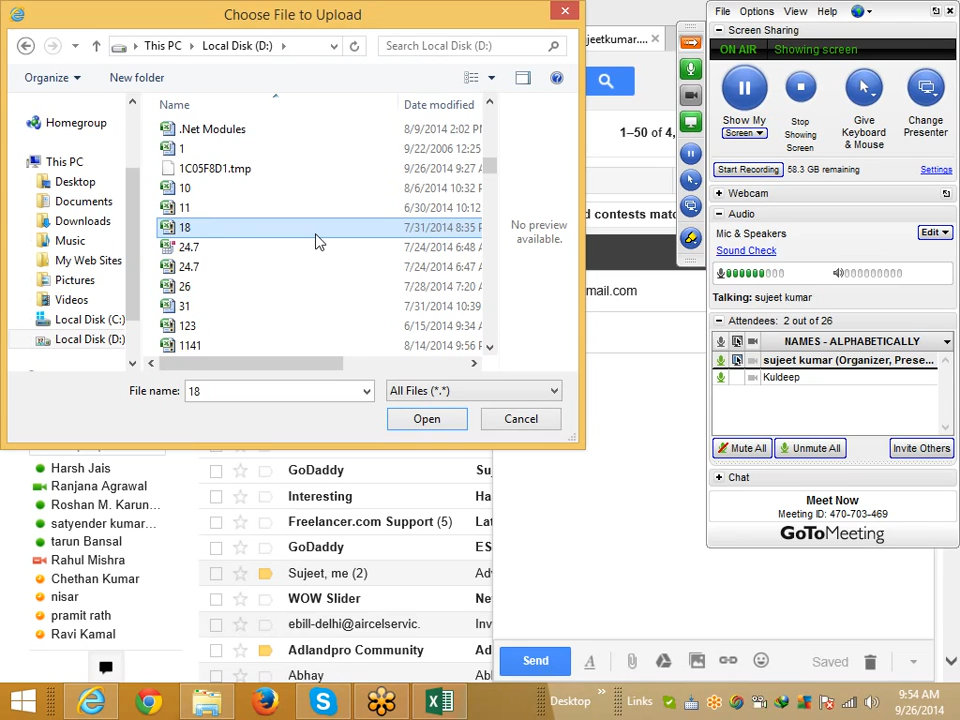 Choose File to Upload
This PC
Local Disk (D:)
Search Local Disk (D:)
Organize
New folder
Homegroup
This PC
Desktop
Documents
Downloads
Music
My Web Sites
Pictures
Videos
Local Disk (C:)
Local Disk (D:)
Name
Date modified
.Net Modules
8/9/2014 2:02 P
1
9/22/2006 12:25
1C05F8D1.tmp
9/26/2014 9:27 A
10
8/6/2014 10:32 P
11
6/30/2014 10:12
18
7/31/2014 8:35 P
24.7
7/24/2014 6:48 A
24.7
7/24/2014 6:47 A
26
7/28/2014 7:20 A
31
7/31/2014 10:39
123
6/15/2014 9:34 A
1141
8/14/2014 9:56 P
No preview
available.
File name:
18
All Files (*.*)
Open
Cancel
jeetkumar....
1–50 of 4,
d contests mat
mail.com
Harsh Jais
Ranjana Agrawal
Roshan M. Karun...
satyender kumar...
tarun Bansal
Rahul Mishra
Chethan Kumar
nisar
pramit rath
Ravi Kamal
GoDaddy
Suj
Interesting
Ha
Freelancer.com Support (5)
Lat
GoDaddy
ES
Sujeet, me (2)
Adv
WOW Slider
Ne
ebill-delhi@aircelservic.
Inv
Adlandpro Community
Abhay
Send
Saved
File
Options
View
Help
Screen Sharing
ON AIR
Showing screen
Show My
Screen
Stop
Showing
Screen
Give
Keyboard
& Mouse
Change
Presenter
Start Recording
58.3 GB remaining
Settings
Webcam
Audio
Mic & Speakers
Edit
Sound Check
Talking: sujeet kumar
Attendees: 2 out of 26
NAMES - ALPHABETICALLY
sujeet kumar (Organizer, Prese...
Kuldeep
Mute All
Unmute All
Invite Others
Chat
Meet Now
Meeting ID: 470-703-469
GoToMeeting
Desktop
Links
9:54 AM
9/26/2014